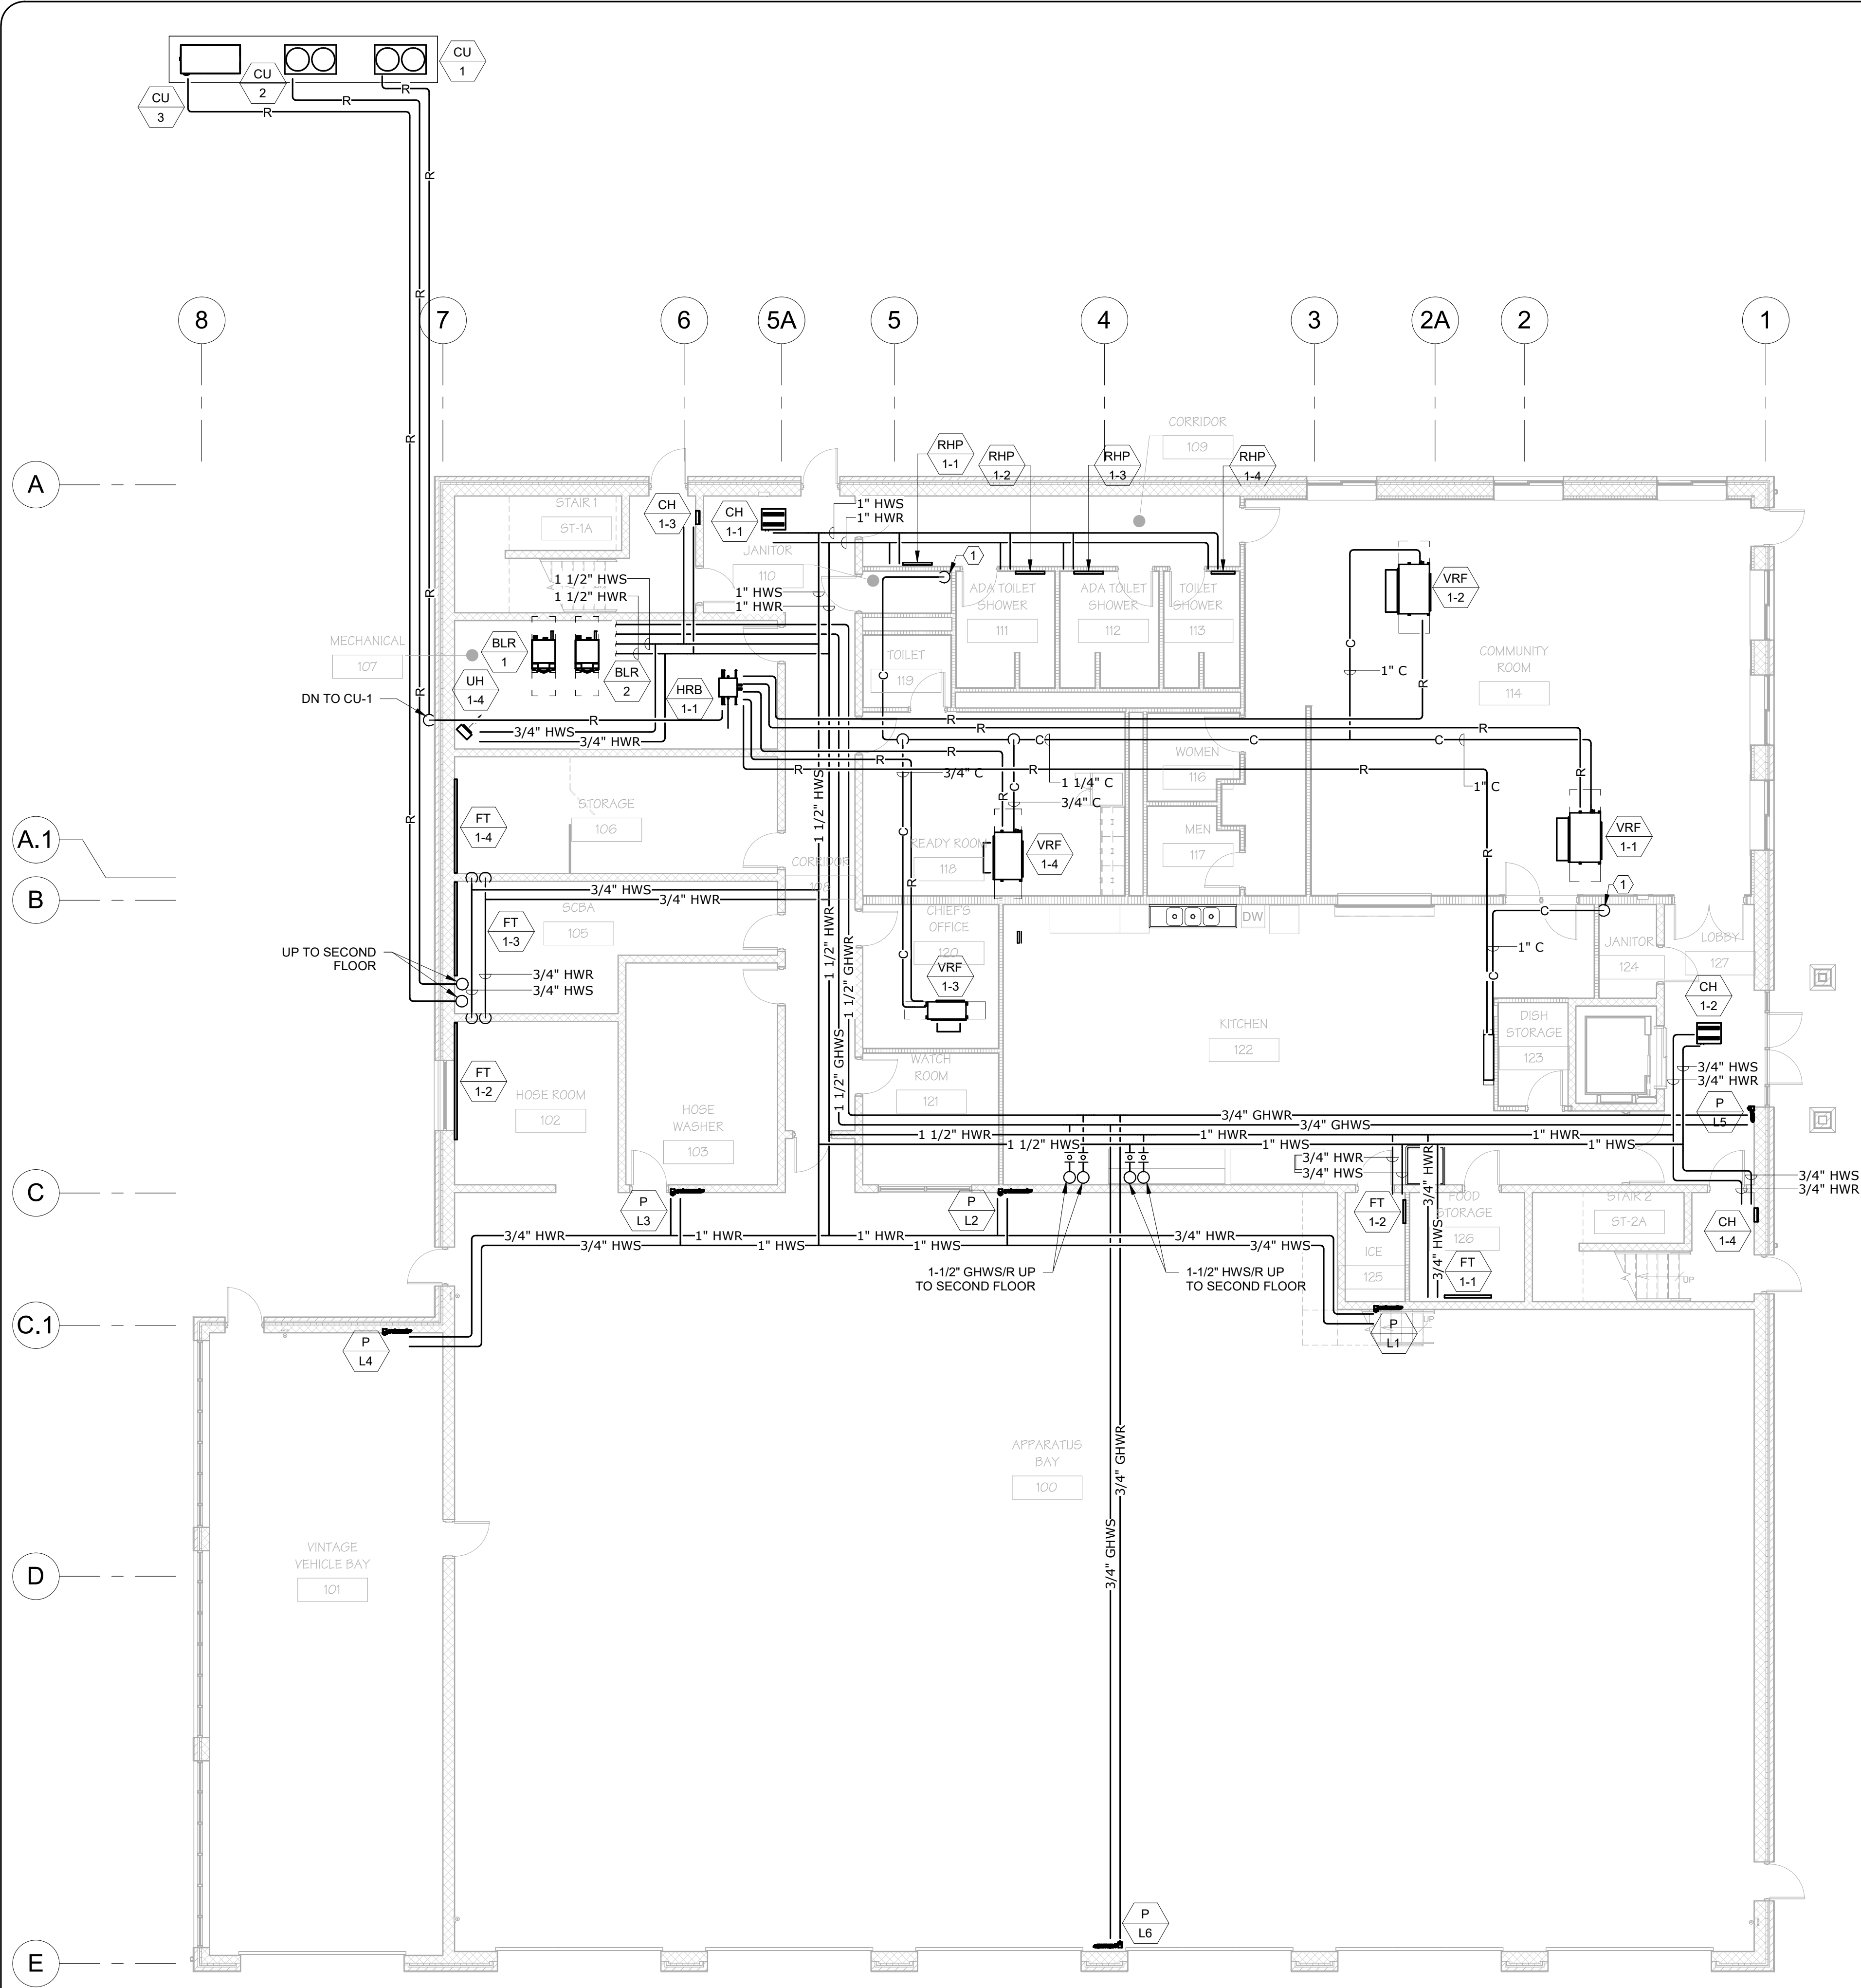 CU
1
CU
2
CU
3
R
R
R
R
R
R
R
R
8
7
6
5A
5
4
3
2A
2
1
A
A.1
B
C
C.1
D
E
CORRIDOR
109
RHP
1-1
RHP
1-2
RHP
1-3
RHP
1-4
STAIR 1
ST-1A
CH
1-3
CH
1-1
1" HWS
1" HWR
JANITOR
110
1
1 1/2" HWS
1 1/2" HWR
1" HWS
1" HWR
ADA TOILET
SHOWER
111
ADA TOILET
SHOWER
112
TOILET
SHOWER
113
VRF
1-2
MECHANICAL
107
BLR
1
BLR
2
UH
1-4
HRB
1-1
TOILET
119
C
C
1" C
COMMUNITY
ROOM
114
R
DN TO CU-1
R
3/4" HWS
3/4" HWR
R
R
R
C
C
C
R
R
R
R
R
WOMEN
116
3/4" C
1 1/4" C
3/4" C
1" C
C
R
R
STORAGE
106
FT
1-4
1 1/2" HWS
MEN
117
READY ROOM
118
VRF
1-4
VRF
1-1
R
C
R
CORRIDOR
3/4" HWS
3/4" HWR
SCBA
105
FT
1-3
1
C
CHIEF'S
OFFICE
120
DW
1" C
JANITOR
124
LOBBY
127
UP TO SECOND
FLOOR
3/4" HWR
3/4" HWS
1 1/2" HWR
1 1/2" GHWR
1 1/2" GHWS
C
VRF
1-3
C
CH
1-2
DISH
STORAGE
123
KITCHEN
122
FT
1-2
HOSE ROOM
102
HOSE
WASHER
103
WATCH
ROOM
121
3/4" HWS
3/4" HWR
P
L5
3/4" GHWR
3/4" GHWS
1 1/2" HWR
1 1/2" HWS
1" HWR
1" HWS
1" HWR
1" HWS
3/4" HWR
3/4" HWS
3/4" HWR
3/4" HWS
3/4" HWS
3/4" HWR
P
L3
P
L2
FT
1-2
FOOD
STORAGE
126
STAIR 2
ST-2A
CH
1-4
3/4" HWR
3/4" HWS
1" HWR
1" HWS
1" HWR
1" HWS
3/4" HWR
3/4" HWS
ICE
125
FT
1-1
UP
1-1/2" GHWS/R UP
TO SECOND FLOOR
1-1/2" HWS/R UP
TO SECOND FLOOR
P
L4
P
L1
UP
APPARATUS
BAY
100
3/4" GHWR
3/4" GHWS
VINTAGE
VEHICLE BAY
101
P
L6